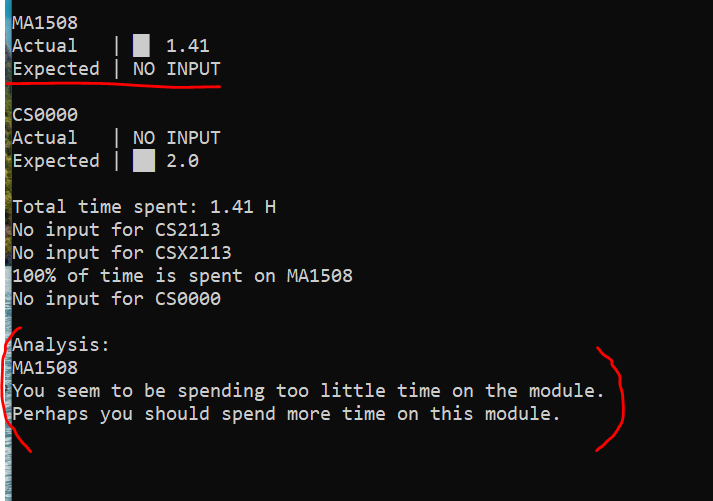 MA1508
Actual | 1.41
Expected | NO INPUT
CS0000
Actual | NO INPUT
Expected | 2.0
Total time spent: 1.41 H
No input for CS2113
No input for CSX2113
100% of time is spent on MA1508
No input for CS0000
Analysis:
MA1508
You seem to be spending too little time on the module.
Perhaps you should spend more time on this module.